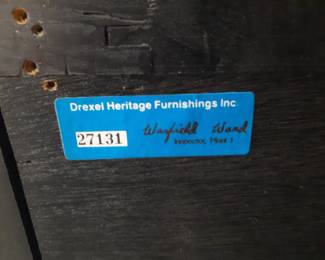 Drexel Heritage Furnishings Inc
27131 Wayfield Ward
Inspector, Plant 1